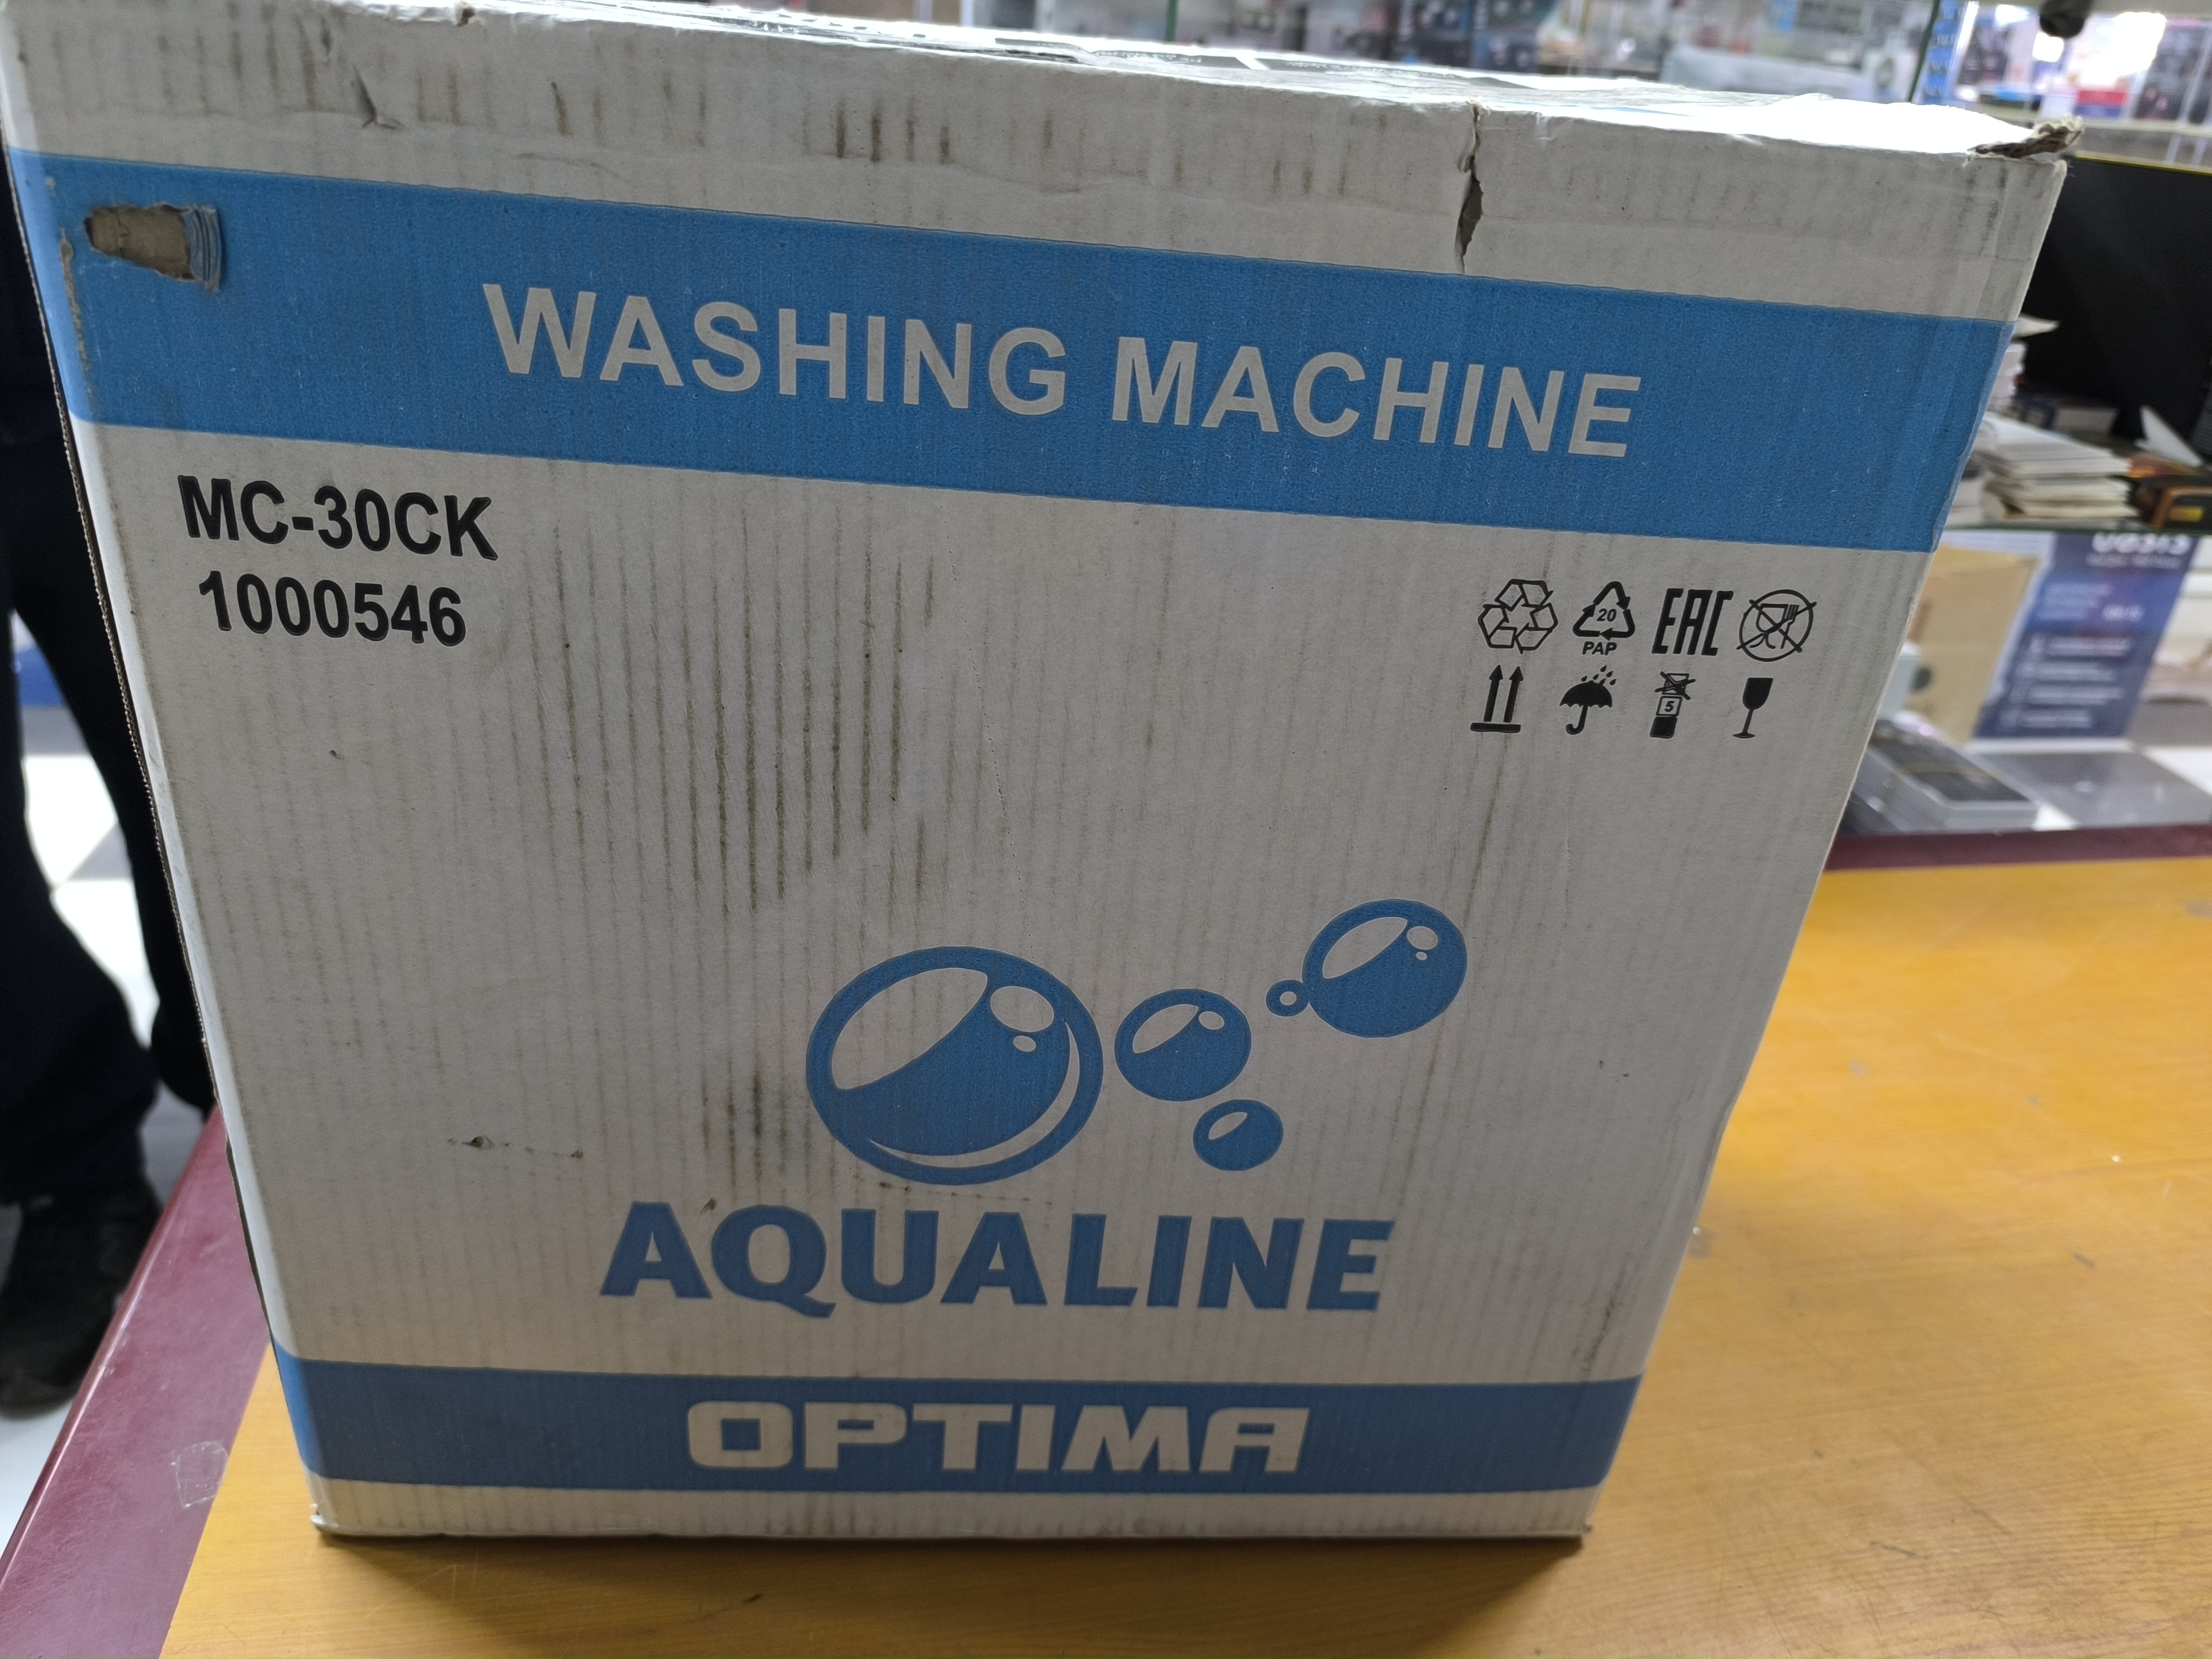 WASHING MACHINE
MC-30CK
1000546
20
PAP
EAC
5
AQUALINE
OPTIMA